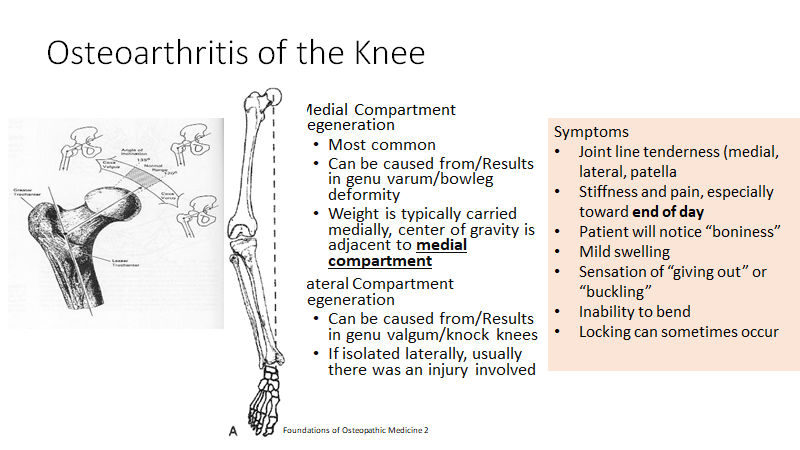 Osteoarthritis of the Knee
Angle of
Inclination
135°
Normal
Range
120°
Coxa
Valgus
Coxa
Vara
Greater
Trochanter
Lesser
Trochanter
A
Medial Compartment
egeneration
• Most common
• Can be caused from/Results
in genu varum/bowleg
deformity
• Weight is typically carried
medially, center of gravity is
adjacent to medial
compartment
ateral Compartment
egeneration
• Can be caused from/Results
in genu valgum/knock knees
• If isolated laterally, usually
there was an injury involved
Symptoms
• Joint line tenderness (medial,
lateral, patella
• Stiffness and pain, especially
toward end of day
• Patient will notice “boniness”
• Mild swelling
• Sensation of “giving out” or
“buckling”
• Inability to bend
• Locking can sometimes occur
Foundations of Osteopathic Medicine 2